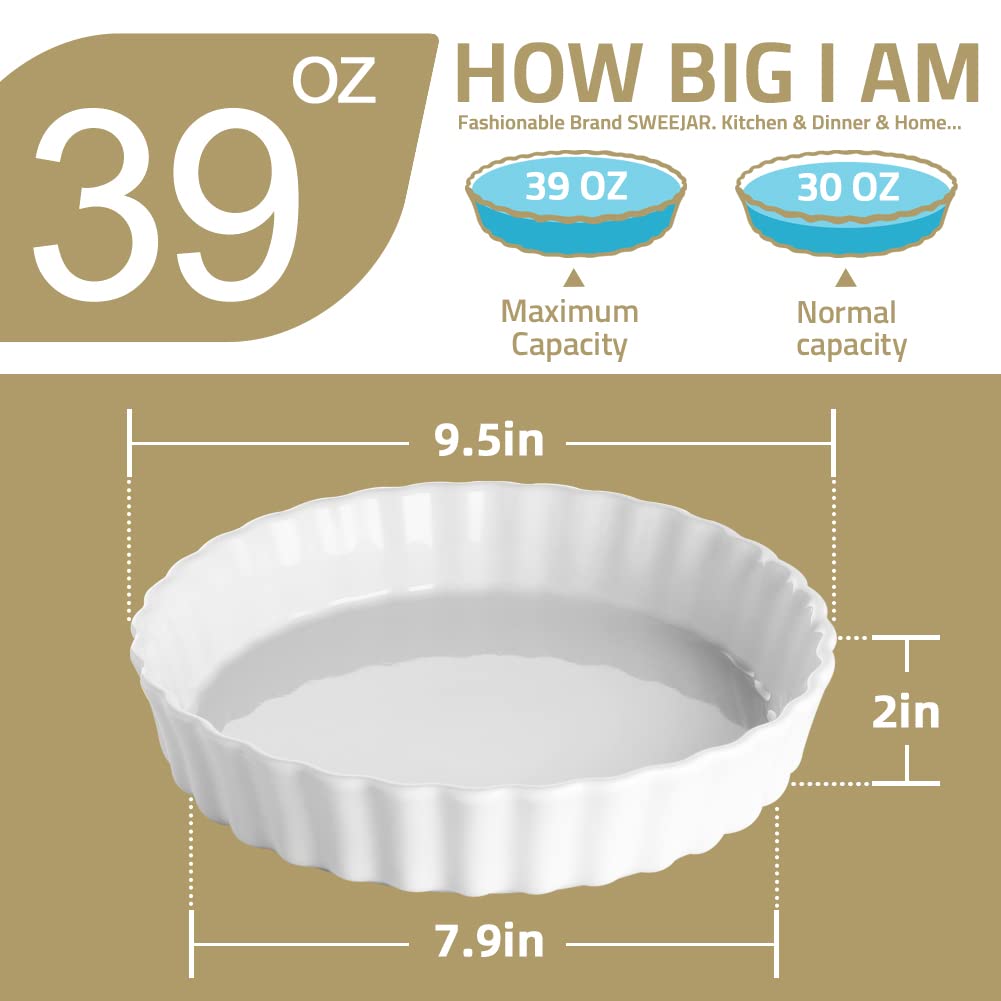 39 OZ
HOW BIG I AM
Fashionable Brand SWEEJAR. Kitchen & Dinner & Home...
39 OZ
30 OZ
Maximum
Capacity
Normal
capacity
9.5in
2in
7.9in